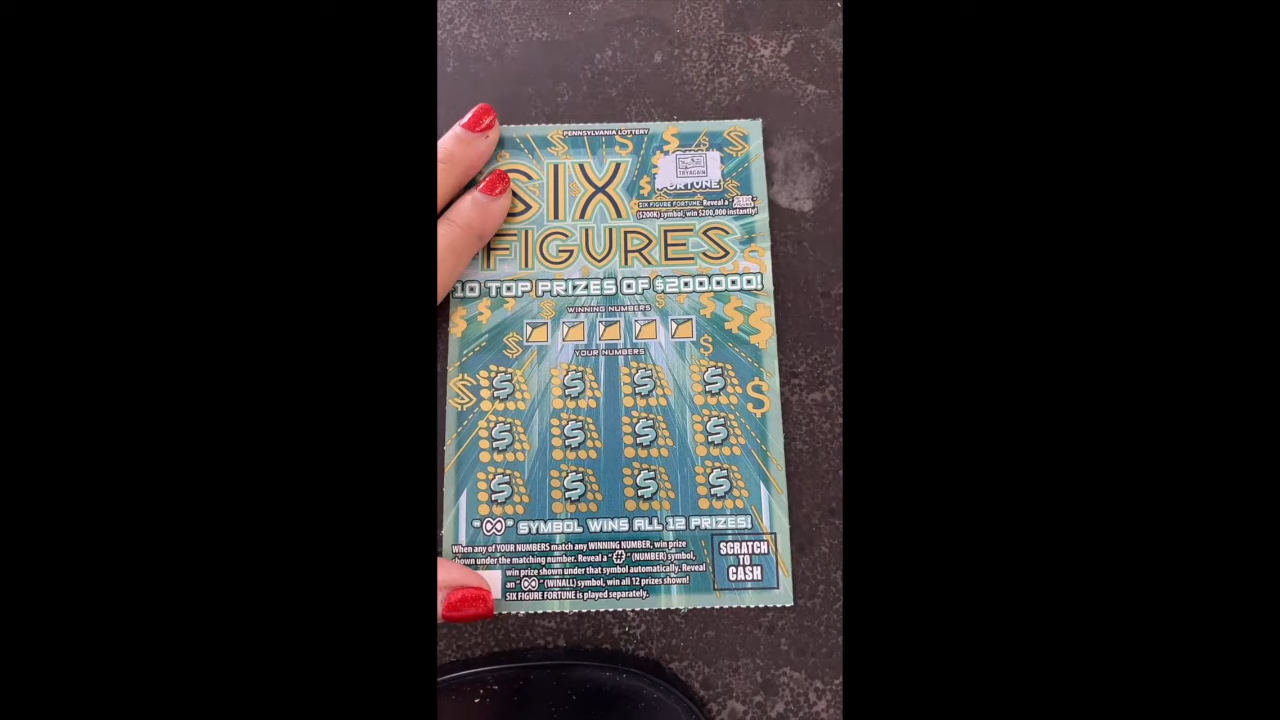 PENNSYLVANIA LOTTERY
TRYAGAIN
FORTUNE
SIX FIGURE FORTUNE: Reveal a "
"
($200K) symbol, win $200,000 instantly!
SIX
FIGURES
10 TOP PRIZES OF $200,000!
WINNING NUMBERS
YOUR NUMBERS
$ $ $ $
$ $ $ $
$ $ $ $
"∞" SYMBOL WINS ALL 12 PRIZES!
When any of YOUR NUMBERS match any WINNING NUMBER, win prize
shown under the matching number. Reveal a "#" (NUMBER) symbol,
win prize shown under that symbol automatically. Reveal
an "∞" (WINALL) symbol, win all 12 prizes shown!
SIX FIGURE FORTUNE is played separately.
SCRATCH
TO
CASH